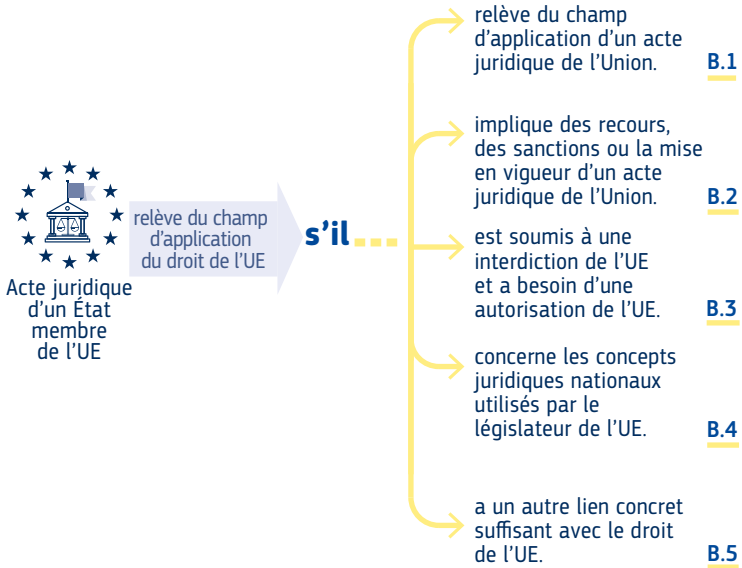 Acte juridique
d'un État
membre
de l'UE
relève du champ
d'application
du droit de l'UE
s'il...
relève du champ
d'application d'un acte
juridique de l'Union.
B.1
implique des recours,
des sanctions ou la mise
en vigueur d'un acte
juridique de l'Union.
B.2
est soumis à une
interdiction de l'UE
et a besoin d'une
autorisation de l'UE.
B.3
concerne les concepts
juridiques nationaux
utilisés par le
législateur de l'UE.
B.4
a un autre lien concret
suffisant avec le droit
de l'UE.
B.5